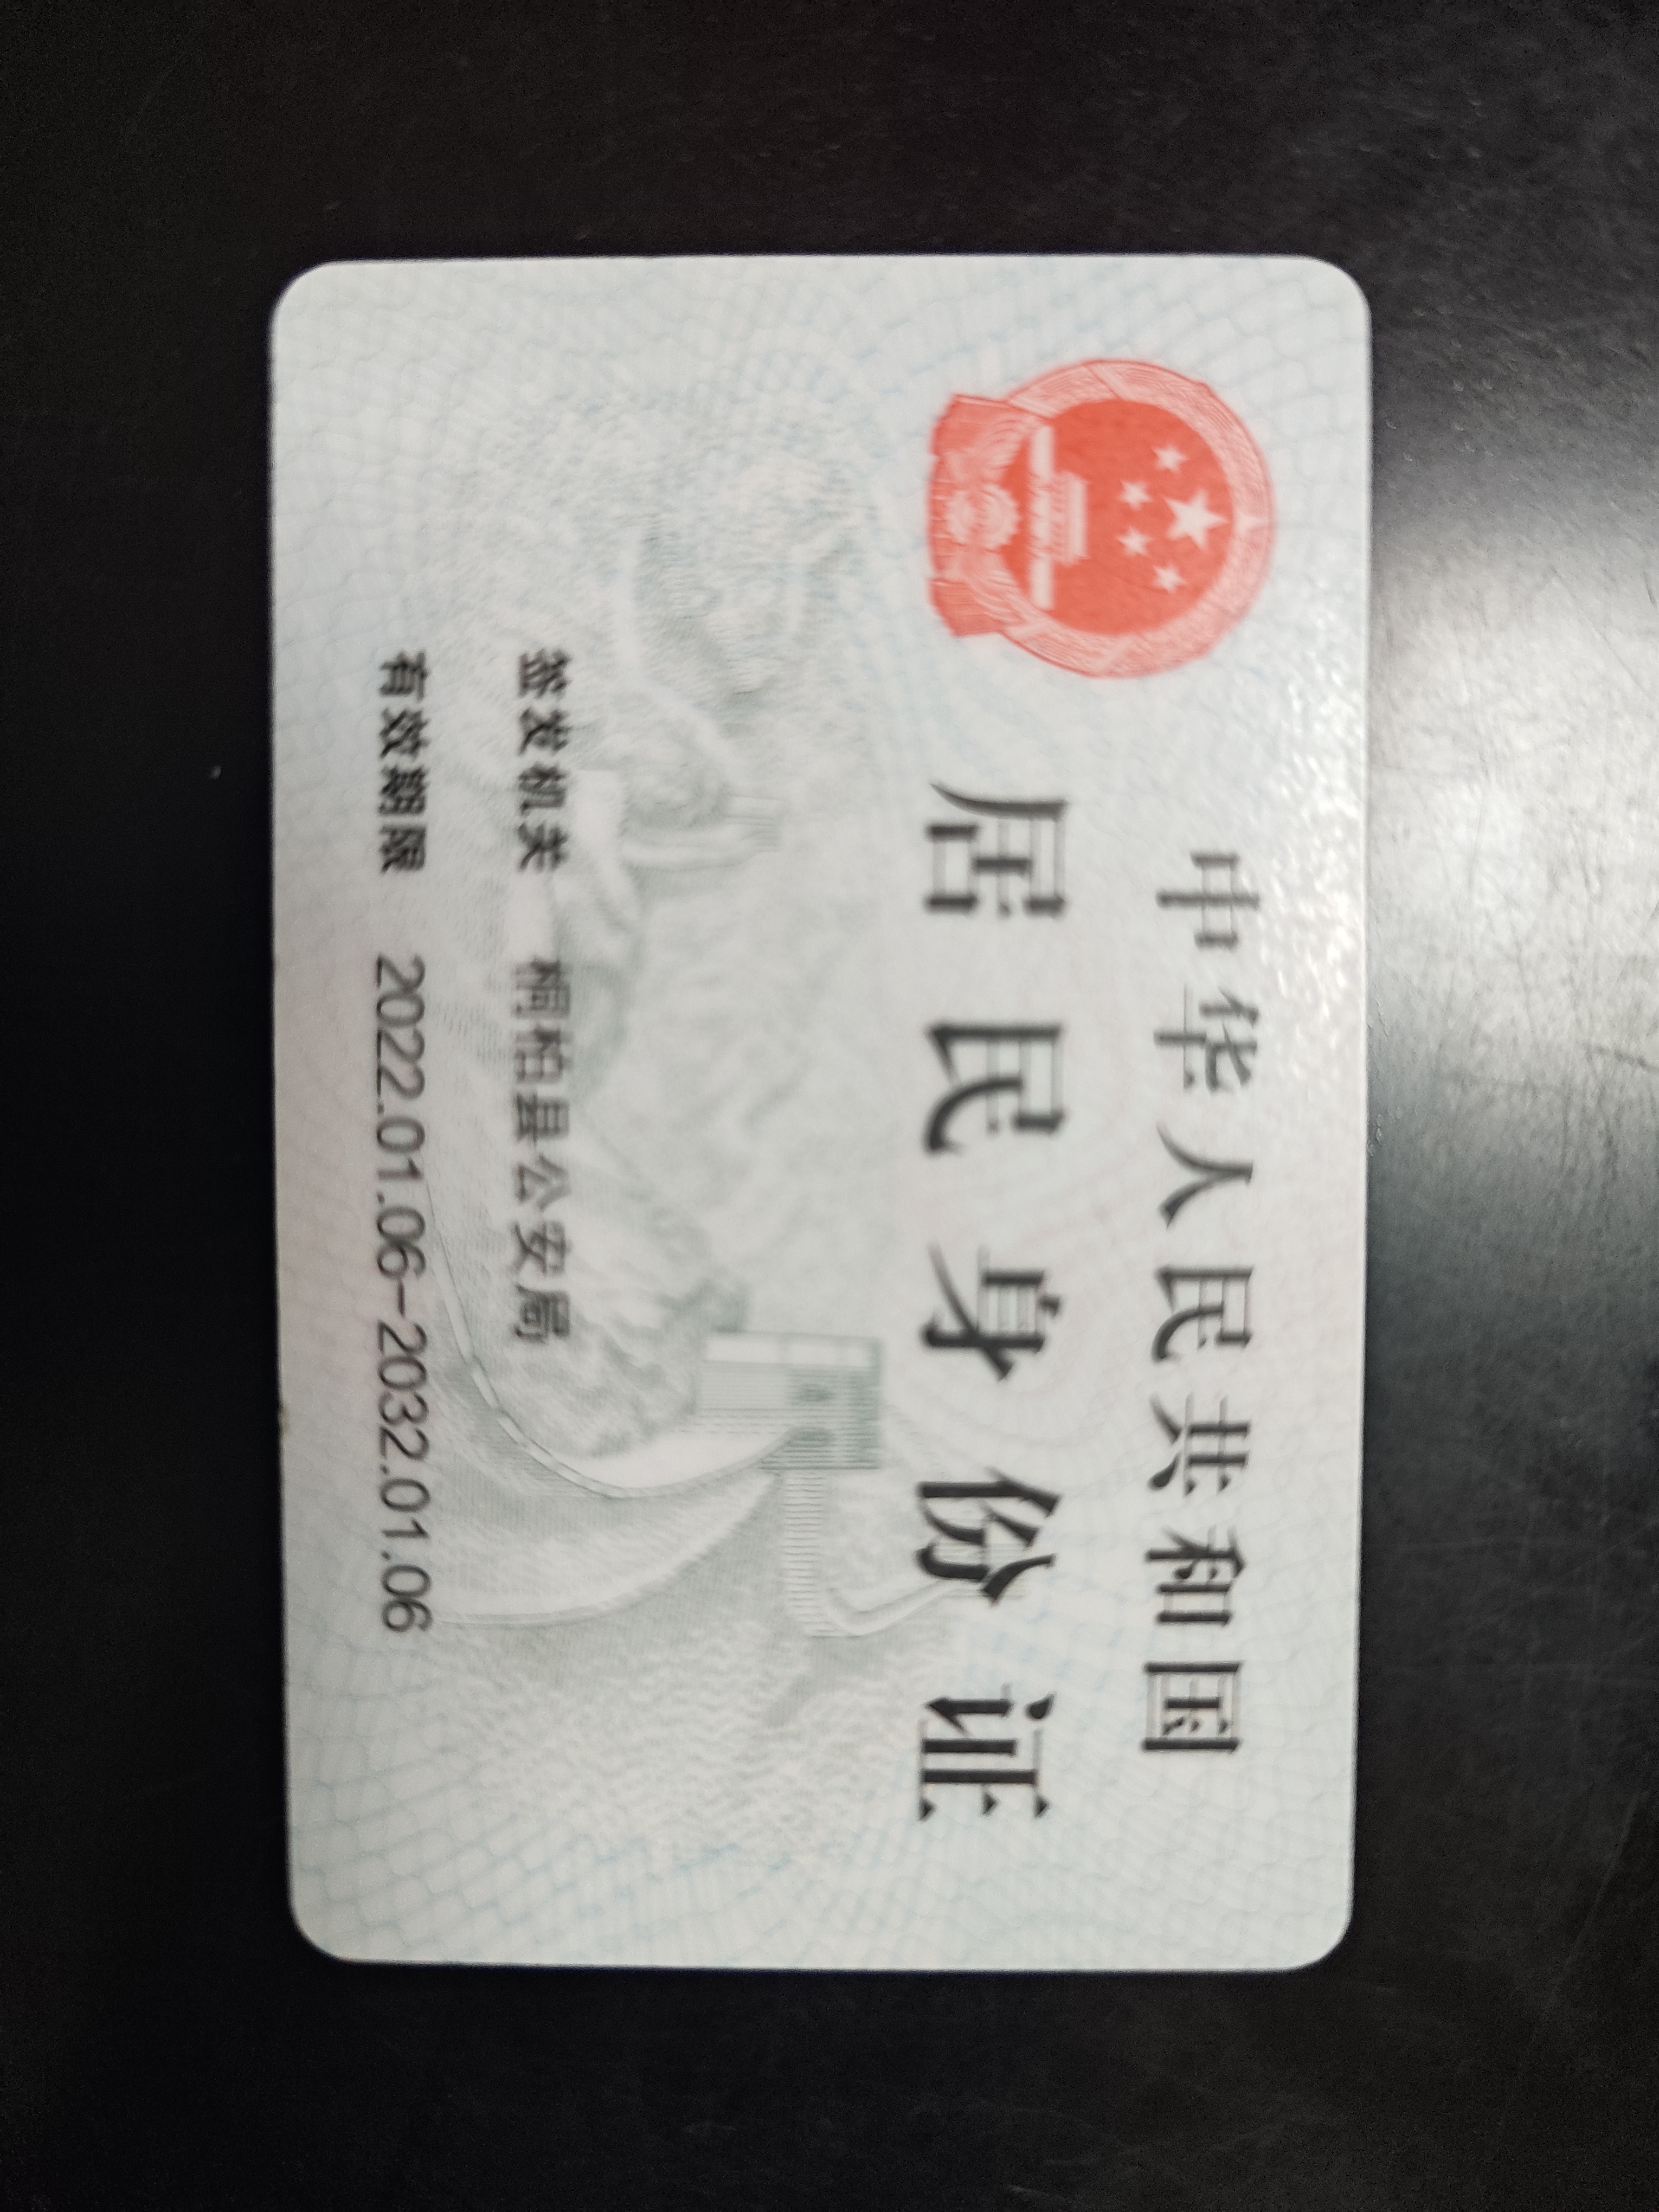 中华人民共和国
居民身份证
签发机关 桐柏县公安局
有效期限 2022.01.06-2032.01.06